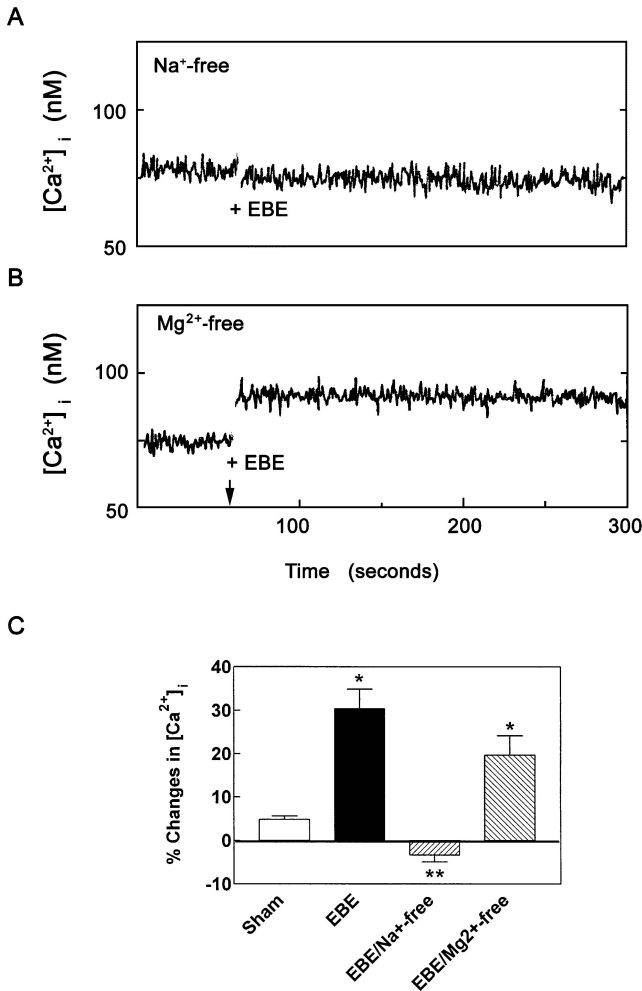 A
Na⁺-free
[Ca²⁺] i (nM)
100
50
+ EBE
B
Mg²⁺-free
[Ca²⁺] i (nM)
100
50
+ EBE
100
200
300
Time (seconds)
C
% Changes in [Ca²⁺]i
40
30
20
10
0
-10
*
*
**
Sham
EBE
EBE/Na+-free
EBE/Mg2+-free